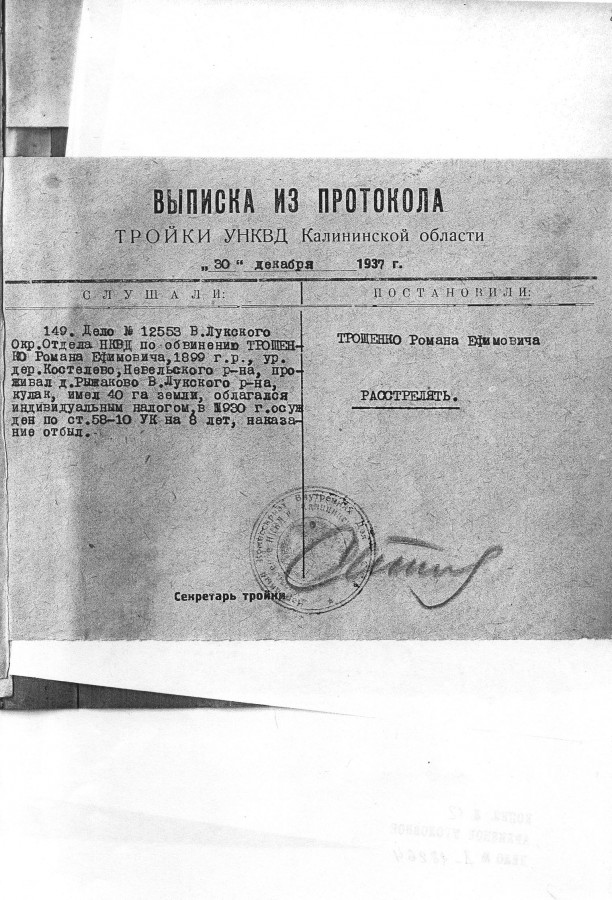 ВЫПИСКА ИЗ ПРОТОКОЛА
ТРОЙКИ УНКВД Калининской области
„30" декабря 1937 г.
СЛУШАЛИ:
149. Дело № 12553 В.Лукского
Окр.Отдела НКВД по обвинению ТРОЩЕН-
КО Романа Ефимовича,1899 г.р., ур.
дер.Костелево,Невельского р-на, про-
живал д.Рыжаково В.Лукского р-на,
кулак, имел 40 га земли, облагался
индивидуальным налогом,в 1930 г.осуж
ден по ст.58-10 УК на 8 лет, наказа-
ние отбыл.-
ПОСТАНОВИЛИ:
ТРОЩЕНКО Романа Ефимовича
РАССТРЕЛЯТЬ.
Секретарь тройки